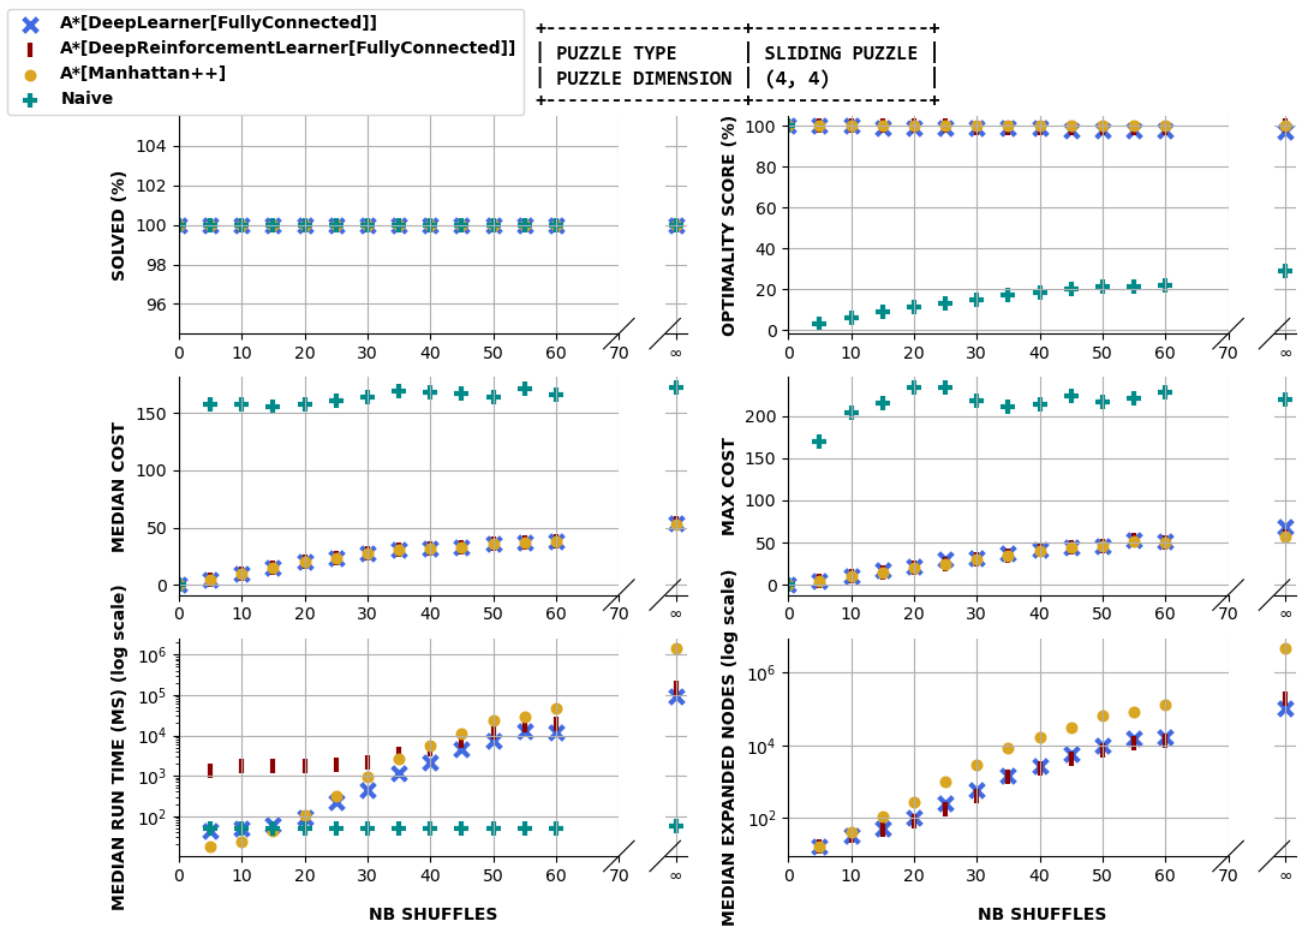 A*[DeepLearner[FullyConnected]]
A*[DeepReinforcementLearner[FullyConnected]]
A*[Manhattan++]
Naive
PUZZLE TYPE | SLIDING PUZZLE
PUZZLE DIMENSION | (4, 4)
SOLVED (%)
104
102
100
98
96
0 10 20 30 40 50 60 70 ∞
OPTIMALITY SCORE (%)
100
80
60
40
20
0
0 10 20 30 40 50 60 70 ∞
MEDIAN COST
150
100
50
0
0 10 20 30 40 50 60 70 ∞
MAX COST
200
150
100
50
0
0 10 20 30 40 50 60 70 ∞
MEDIAN RUN TIME (MS) (log scale)
10⁶
10⁵
10⁴
10³
10²
0 10 20 30 40 50 60 70 ∞
NB SHUFFLES
MEDIAN EXPANDED NODES (log scale)
10⁶
10⁴
10²
0 10 20 30 40 50 60 70 ∞
NB SHUFFLES